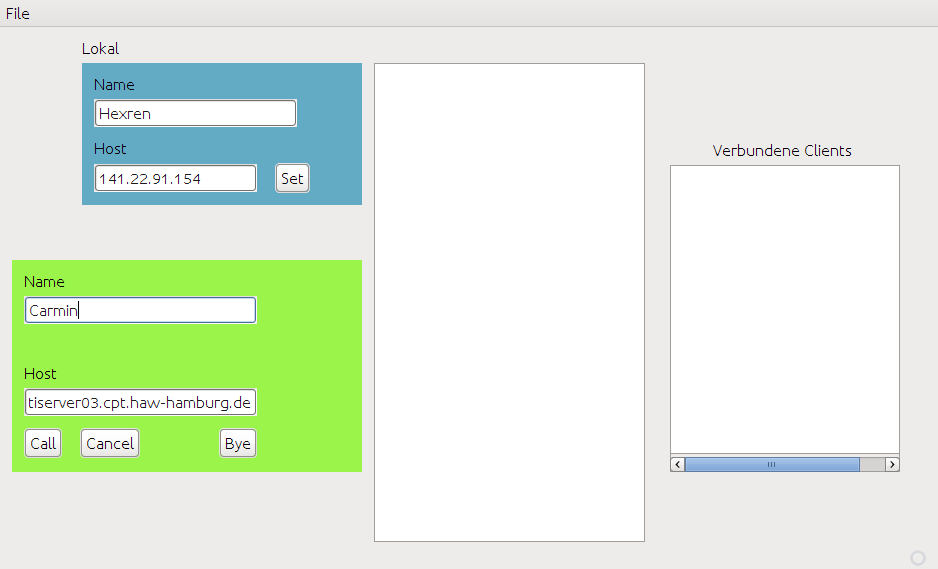 File
Lokal
Name
Hexren
Host
141.22.91.154
Set
Name
Carmin
Host
tiserver03.cpt.haw-hamburg.de
Call
Cancel
Bye
Verbundene Clients